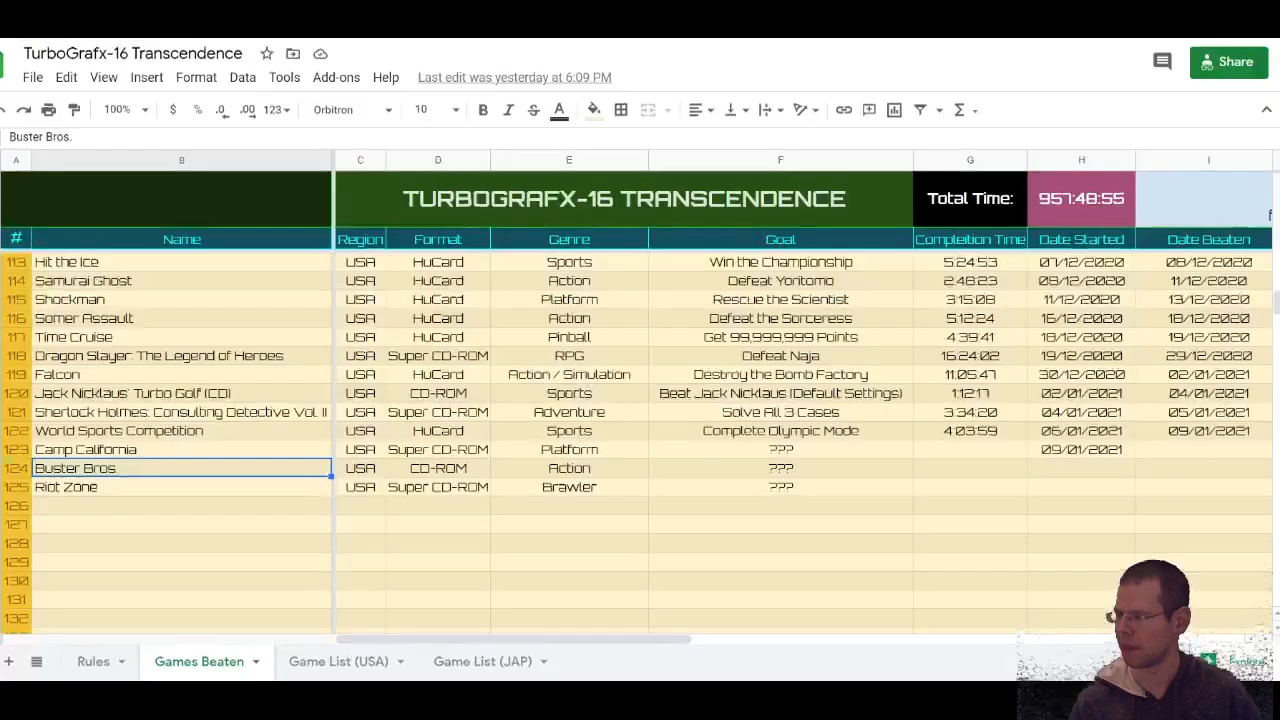 TurboGrafx-16 Transcendence
File Edit View Insert Format Data Tools Add-ons Help Last edit was yesterday at 6:09 PM
Share
100% $ % .0 .00 123 Orbitron 10 B I S A
Buster Bros.
A B C D E F G H I
TURBOGRAFX-16 TRANSCENDENCE Total Time: 957:48:55
# Name Region Format Genre Goal Completion Time Date Started Date Beaten
113 Hit the Ice USA HuCard Sports Win the Championship 5:24:53 07/12/2020 08/12/2020
114 Samurai Ghost USA HuCard Action Defeat Yoritomo 2:48:23 08/12/2020 11/12/2020
115 Shockman USA HuCard Platform Rescue the Scientist 3:15:08 11/12/2020 13/12/2020
116 Somer Assault USA HuCard Action Defeat the Sorceress 5:12:24 16/12/2020 18/12/2020
117 Time Cruise USA HuCard Pinball Get 99,999,999 Points 4:39:41 18/12/2020 19/12/2020
118 Dragon Slayer: The Legend of Heroes USA Super CD-ROM RPG Defeat Naja 16:24:02 19/12/2020 29/12/2020
119 Falcon USA HuCard Action / Simulation Destroy the Bomb Factory 11:05:47 30/12/2020 02/01/2021
120 Jack Nicklaus' Turbo Golf (CD) USA CD-ROM Sports Beat Jack Nicklaus (Default Settings) 1:12:17 02/01/2021 04/01/2021
121 Sherlock Holmes: Consulting Detective Vol. II USA Super CD-ROM Adventure Solve All 3 Cases 3:34:20 04/01/2021 05/01/2021
122 World Sports Competition USA HuCard Sports Complete Olympic Mode 4:03:59 06/01/2021 09/01/2021
123 Camp California USA Super CD-ROM Platform ??? 09/01/2021
124 Buster Bros. USA CD-ROM Action ???
125 Riot Zone USA Super CD-ROM Brawler ???
126
127
128
129
130
131
132
Rules Games Beaten Game List (USA) Game List (JAP) Explore